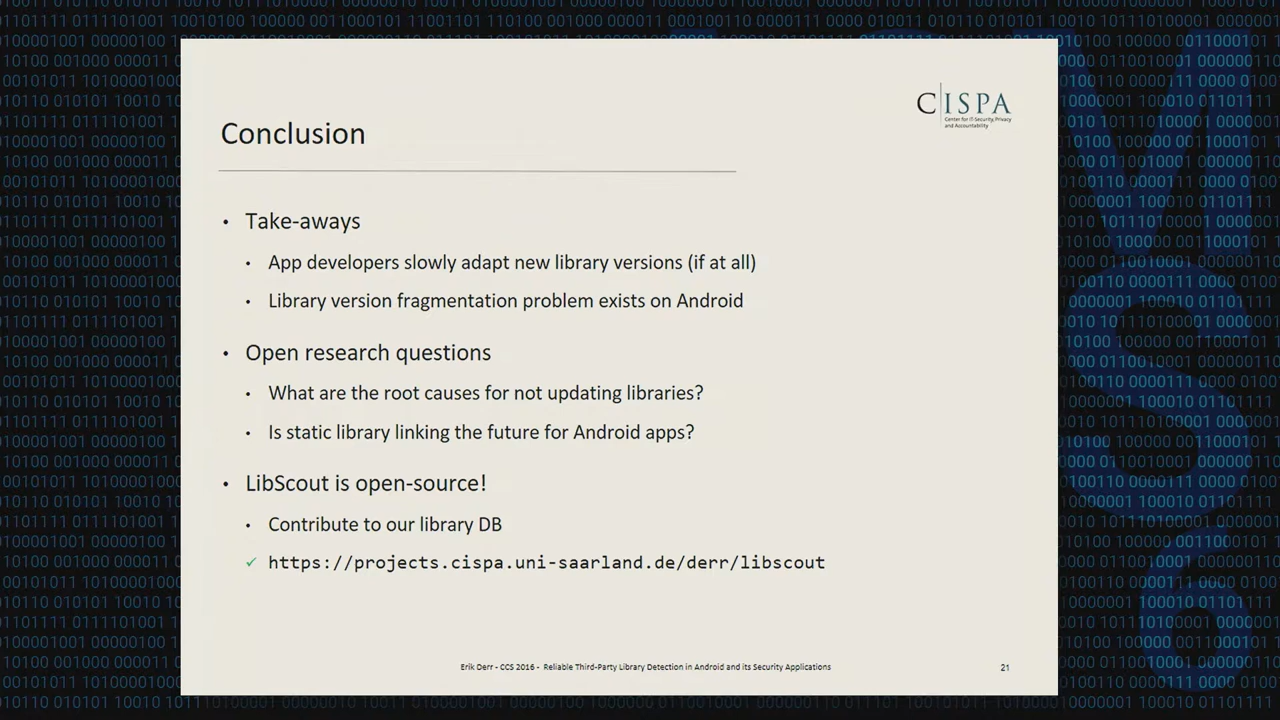 CISPA
Center for IT-Security, Privacy
and Accountability
Conclusion
• Take-aways
• App developers slowly adapt new library versions (if at all)
• Library version fragmentation problem exists on Android
• Open research questions
• What are the root causes for not updating libraries?
• Is static library linking the future for Android apps?
• LibScout is open-source!
• Contribute to our library DB
✓ https://projects.cispa.uni-saarland.de/derr/libscout
Erik Derr - CCS 2016 - Reliable Third-Party Library Detection in Android and its Security Applications
21